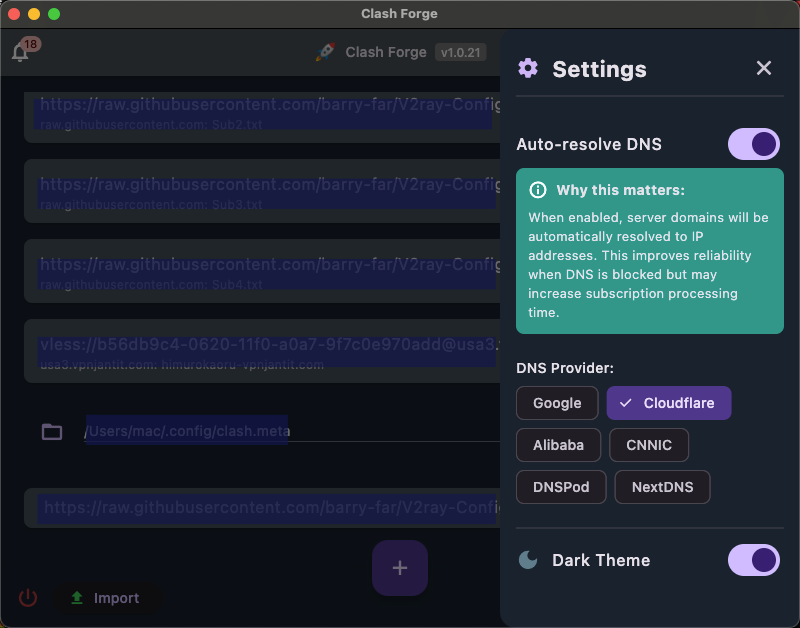 Clash Forge
18
Clash Forge v1.0.21
https://raw.githubusercontent.com/barry-far/V2ray-Config
raw.githubusercontent.com: Sub2.txt
https://raw.githubusercontent.com/barry-far/V2ray-Config
raw.githubusercontent.com: Sub3.txt
https://raw.githubusercontent.com/barry-far/V2ray-Config
raw.githubusercontent.com: Sub4.txt
vless://b56db9c4-0620-11f0-a0a7-9f7c0e970add@usa3.
usa3.vpnjantit.com: himurokaoru-vpnjantit.com
/Users/mac/.config/clash.meta
https://raw.githubusercontent.com/barry-far/V2ray-Confi
+
Import
Settings
Auto-resolve DNS
Why this matters:
When enabled, server domains will be
automatically resolved to IP
addresses. This improves reliability
when DNS is blocked but may
increase subscription processing
time.
DNS Provider:
Google
Cloudflare
Alibaba
CNNIC
DNSPod
NextDNS
Dark Theme